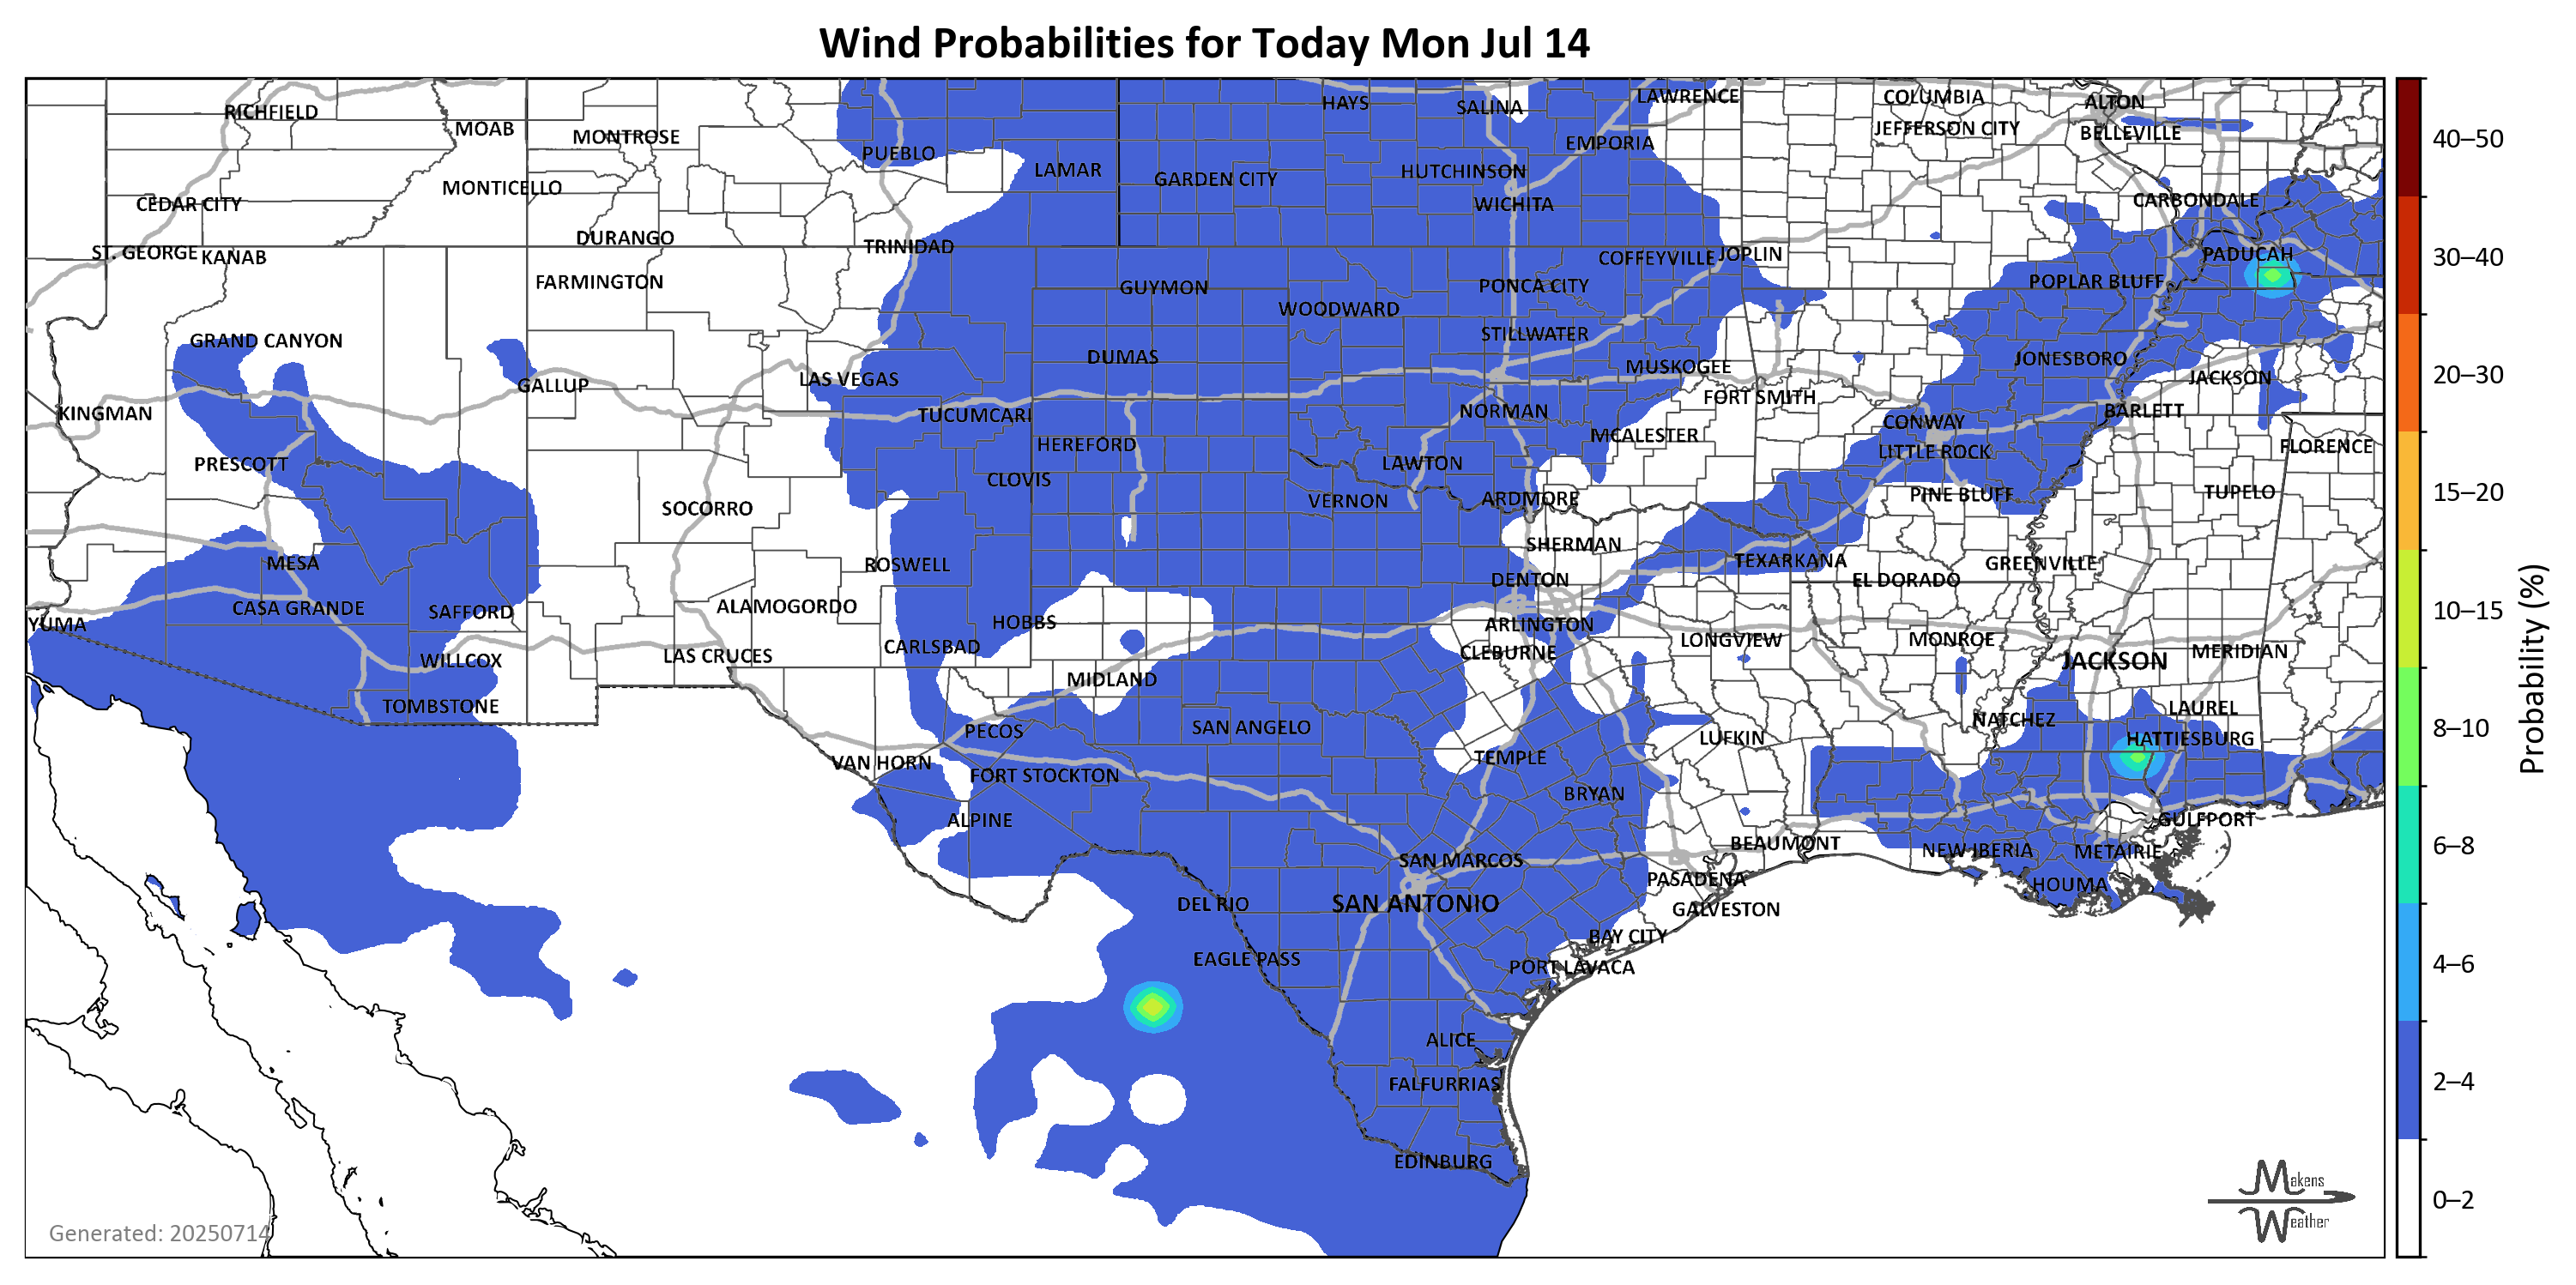 Wind Probabilities for Today Mon Jul 14
RICHFIELD
MOAB
MONTROSE
PUEBLO
LAMAR
HAYS
SALINA
LAWRENCE
COLUMBIA
ALTON
JEFFERSON CITY
BELLEVILLE
EMPORIA
GARDEN CITY
HUTCHINSON
MONTICELLO
CEDAR CITY
WICHITA
CARBONDALE
DURANGO
TRINIDAD
ST. GEORGE
KANAB
COFFEYVILLE
JOPLIN
PADUCAH
FARMINGTON
GUYMON
PONCA CITY
POPLAR BLUFF
WOODWARD
STILLWATER
GRAND CANYON
DUMAS
MUSKOGEE
JONESBORO
LAS VEGAS
GALLUP
JACKSON
KINGMAN
TUCUMCARI
NORMAN
FORT SMITH
BARLETT
CONWAY
HEREFORD
MCALESTER
LITTLE ROCK
FLORENCE
PRESCOTT
LAWTON
CLOVIS
VERNON
ARDMORE
PINE BLUFF
TUPELO
SOCORRO
SHERMAN
MESA
ROSWELL
TEXARKANA
GREENVILLE
DENTON
EL DORADO
CASA GRANDE
SAFFORD
ALAMOGORDO
HOBBS
ARLINGTON
YUMA
CARLSBAD
CLEBURNE
LONGVIEW
MONROE
JACKSON
MERIDIAN
WILLCOX
LAS CRUCES
MIDLAND
TOMBSTONE
PECOS
SAN ANGELO
LUFKIN
NATCHEZ
LAUREL
HATTIESBURG
VAN HORN
FORT STOCKTON
TEMPLE
BRYAN
ALPINE
GULFPORT
SAN MARCOS
BEAUMONT
NEW IBERIA
METAIRIE
PASADENA
HOUMA
DEL RIO
SAN ANTONIO
GALVESTON
BAY CITY
EAGLE PASS
PORT LAVACA
ALICE
FALFURRIAS
EDINBURG
Generated: 20250714
Makens
Weather
40–50
30–40
20–30
15–20
10–15
8–10
6–8
4–6
2–4
0–2
Probability (%)